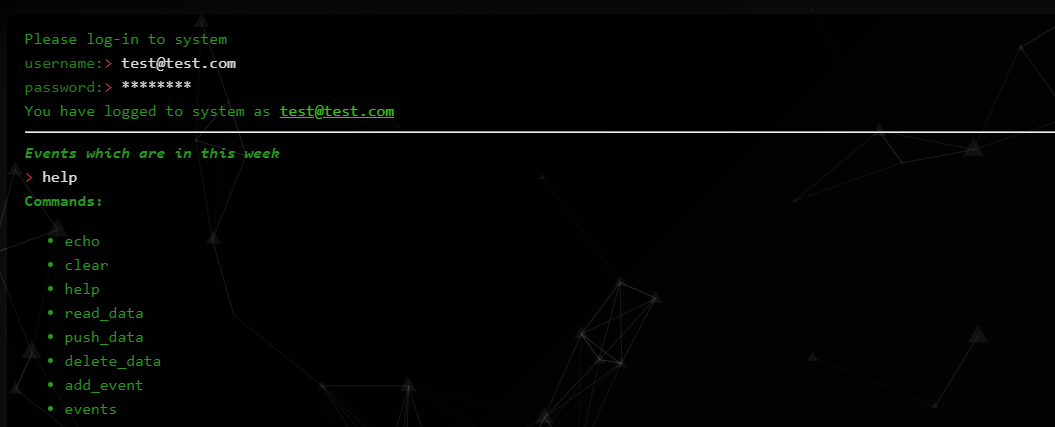 Please log-in to system
username:> test@test.com
password:> ********
You have logged to system as test@test.com
Events which are in this week
> help
Commands:
• echo
• clear
• help
• read_data
• push_data
• delete_data
• add_event
• events